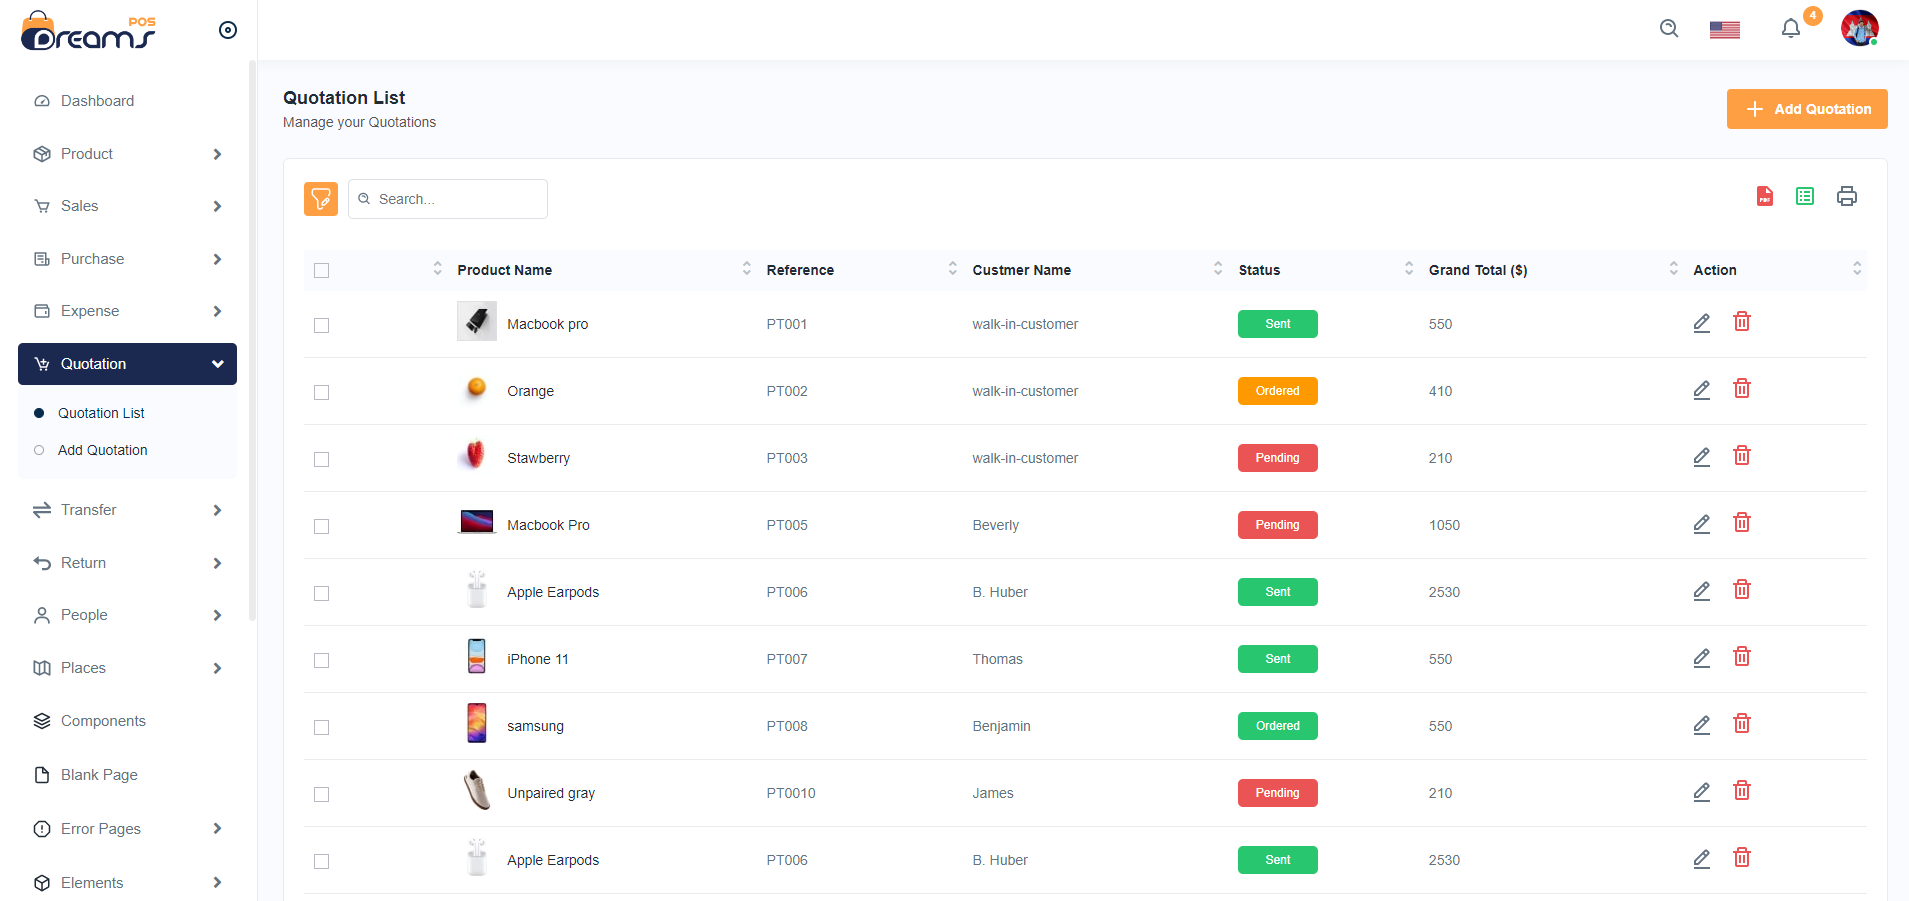 POS
Dreams
4
Dashboard
Product
Sales
Purchase
Expense
Quotation
Quotation List
Add Quotation
Transfer
Return
People
Places
Components
Blank Page
Error Pages
Elements
Quotation List
Manage your Quotations
Add Quotation
Search...
PDF
Product Name Reference Custmer Name Status Grand Total ($) Action
Macbook pro PT001 walk-in-customer Sent 550
Orange PT002 walk-in-customer Ordered 410
Stawberry PT003 walk-in-customer Pending 210
Macbook Pro PT005 Beverly Pending 1050
Apple Earpods PT006 B. Huber Sent 2530
iPhone 11 PT007 Thomas Sent 550
samsung PT008 Benjamin Ordered 550
Unpaired gray PT0010 James Pending 210
Apple Earpods PT006 B. Huber Sent 2530